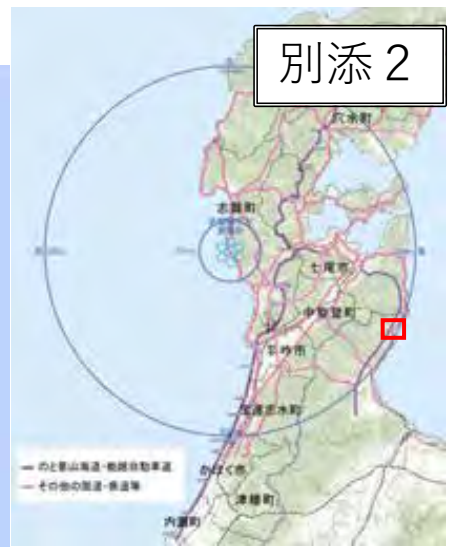 別添２
穴水町
志賀町
七尾市
中能登町
羽咋市
宝達志水町
かほく市
津幡町
内灘町
のと里山海道・能越自動車道
その他の国道・県道等